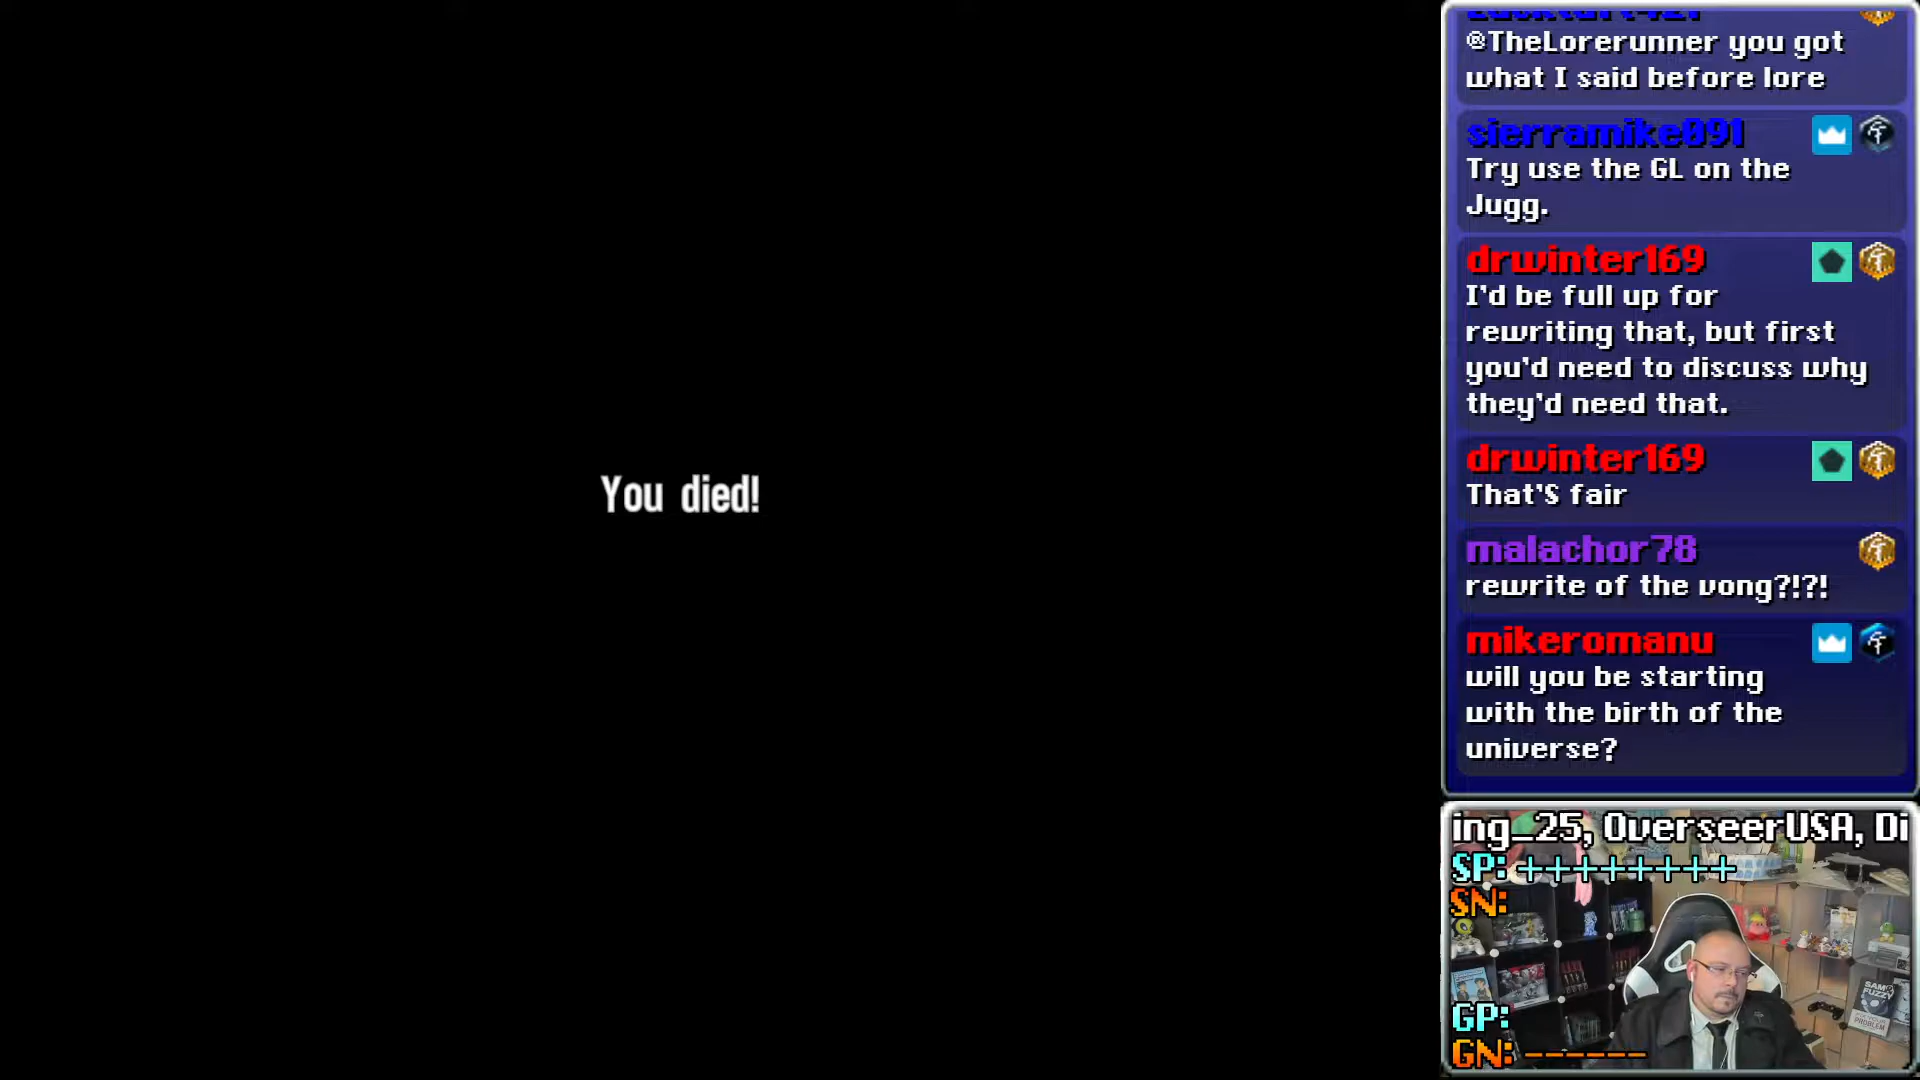 @TheLorerunner you got
what I said before lore
sierramike091
Try use the GL on the
Jugg.
drwinter169
I'd be full up for
rewriting that, but first
you'd need to discuss why
they'd need that.
drwinter169
That'S fair
malachor78
rewrite of the vong?!?!
mikeromanu
will you be starting
with the birth of the
universe?
You died!
ing_25, OverseerUSA, Di
SP: ++++++++
SN:
GP:
GN: ------
SAM
FUZZY
PROBLEM